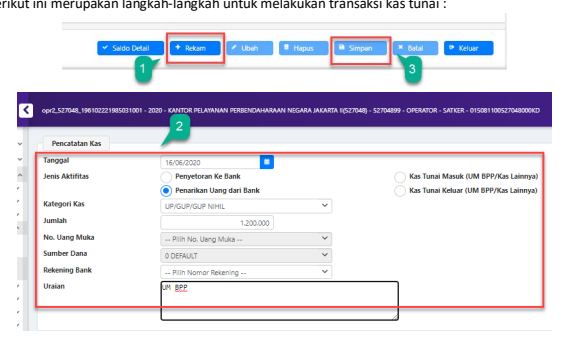 erikut ini merupakan langkah-langkah untuk melakukan transaksi kas tunai :
Saldo Detail + Rekam Ubah Hapus Simpan × Batal Keluar
1 3
opr2_527048_196102221985031001 - 2020 - KANTOR PELAYANAN PERBENDAHARAAN NEGARA JAKARTA II(527048) - 52704899 - OPERATOR - SATKER - 015081100527048000KD
2
Pencatatan Kas
Tanggal 16/06/2020
Jenis Aktifitas Penyetoran Ke Bank Kas Tunai Masuk (UM BPP/Kas Lainnya)
Penarikan Uang dari Bank Kas Tunai Keluar (UM BPP/Kas Lainnya)
Kategori Kas UP/GUP/GUP NIHIL
Jumlah 1.200.000
No. Uang Muka -- Pilih No. Uang Muka --
Sumber Dana 0 DEFAULT
Rekening Bank -- Pilih Nomor Rekening --
Uraian UM BPP